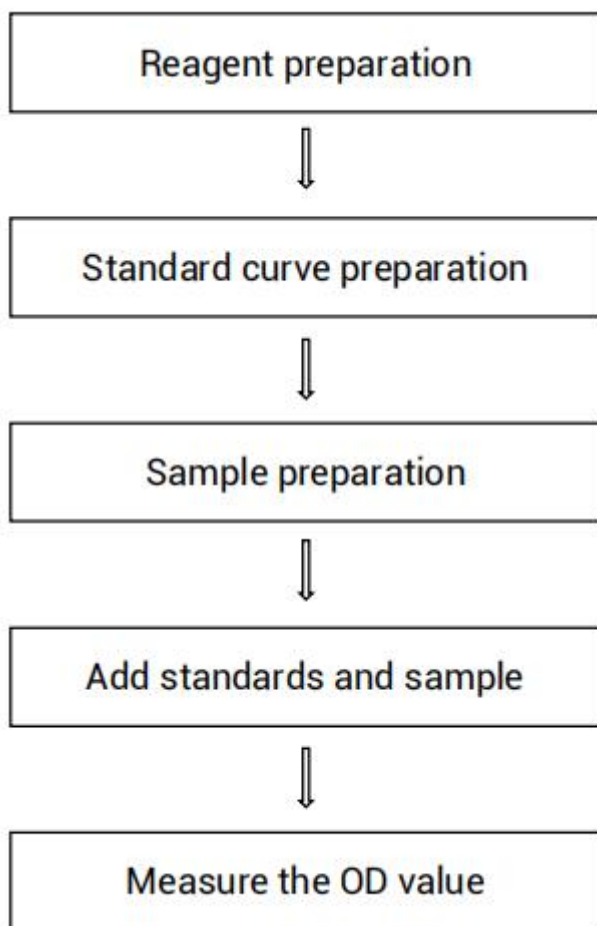 Reagent preparation
Standard curve preparation
Sample preparation
Add standards and sample
Measure the OD value